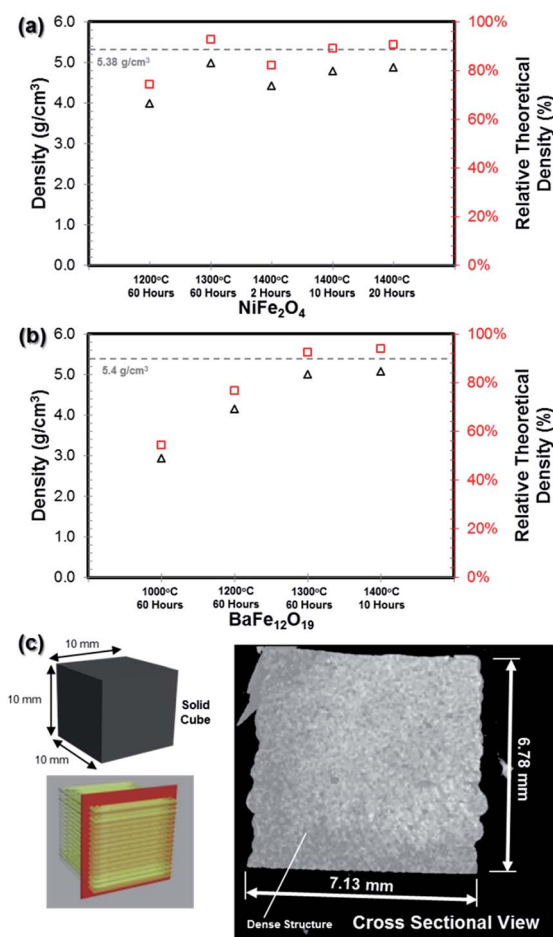 (a)
6.0
5.0
4.0
3.0
2.0
1.0
0.0
Density (g/cm³)
5.38 g/cm³
100%
80%
60%
40%
20%
0%
Relative Theoretical
Density (%)
1200°C
60 Hours
1300°C
60 Hours
1400°C
2 Hours
1400°C
10 Hours
1400°C
20 Hours
NiFe₂O₄
(b)
6.0
5.0
4.0
3.0
2.0
1.0
0.0
Density (g/cm³)
5.4 g/cm³
100%
80%
60%
40%
20%
0%
Relative Theoretical
Density (%)
1000°C
60 Hours
1200°C
60 Hours
1300°C
60 Hours
1400°C
10 Hours
BaFe₁₂O₁₉
(c)
10 mm
10 mm
10 mm
Solid
Cube
6.78 mm
7.13 mm
Dense Structure
Cross Sectional View